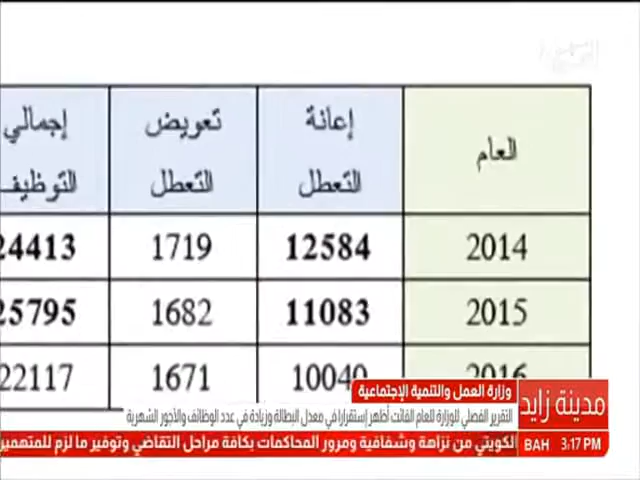 العام إعانة التعطل تعويض التعطل إجمالي التوظيف
2014 12584 1719 24413
2015 11083 1682 25795
2016 10040 1671 22117
وزارة العمل والتنمية الإجتماعية
مدينة زايد
التقرير الفصلي للوزارة للعام الفائت أظهر إستقرارا في معدل البطالة وزيادة في عدد الوظائف والأجور الشهرية
BAH 3:17 PM
الكويتي من نزاهة وشفافية ومرور المحاكمات بكافة مراحل التقاضي وتوفير ما لزم للمتهمين